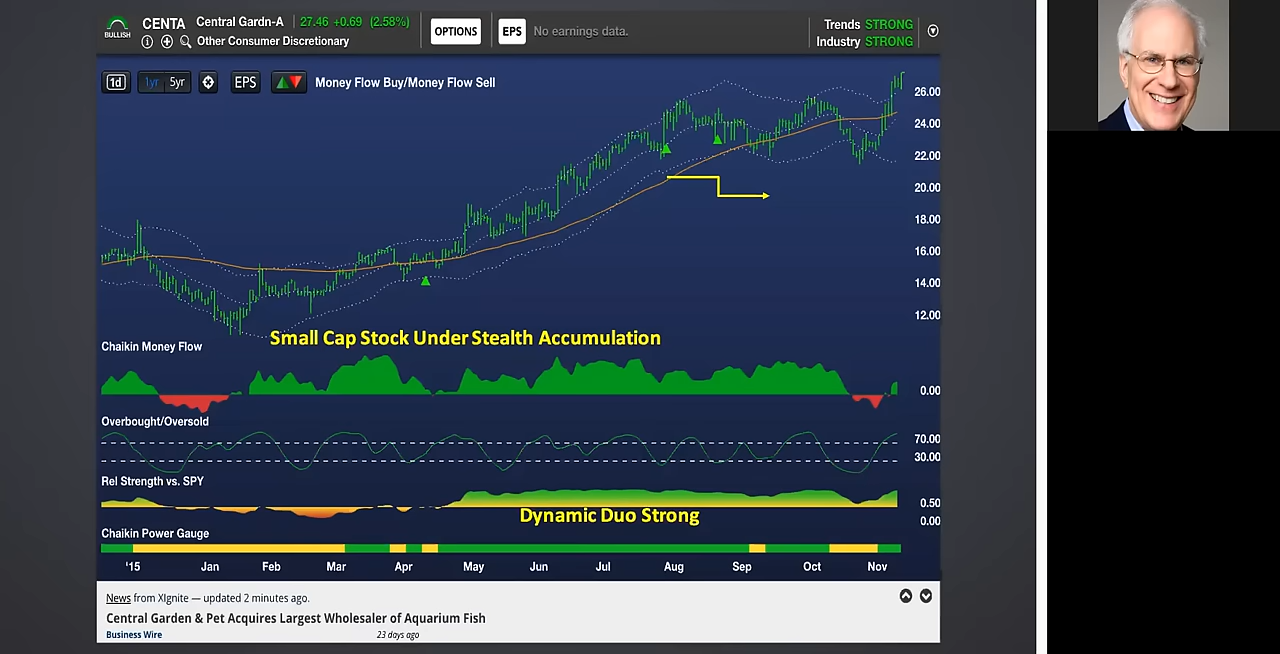 BULLISH
CENTA Central Gardn-A 27.46 +0.69 (2.58%)
Other Consumer Discretionary
OPTIONS
EPS No earnings data.
Trends STRONG
Industry STRONG
1d 1yr 5yr EPS Money Flow Buy/Money Flow Sell
26.00
24.00
22.00
20.00
18.00
16.00
14.00
12.00
Small Cap Stock Under Stealth Accumulation
Chaikin Money Flow
0.00
Overbought/Oversold
70.00
30.00
Rel Strength vs. SPY
0.50
Dynamic Duo Strong
0.00
Chaikin Power Gauge
'15 Jan Feb Mar Apr May Jun Jul Aug Sep Oct Nov
News from XIgnite — updated 2 minutes ago.
Central Garden & Pet Acquires Largest Wholesaler of Aquarium Fish
Business Wire 23 days ago